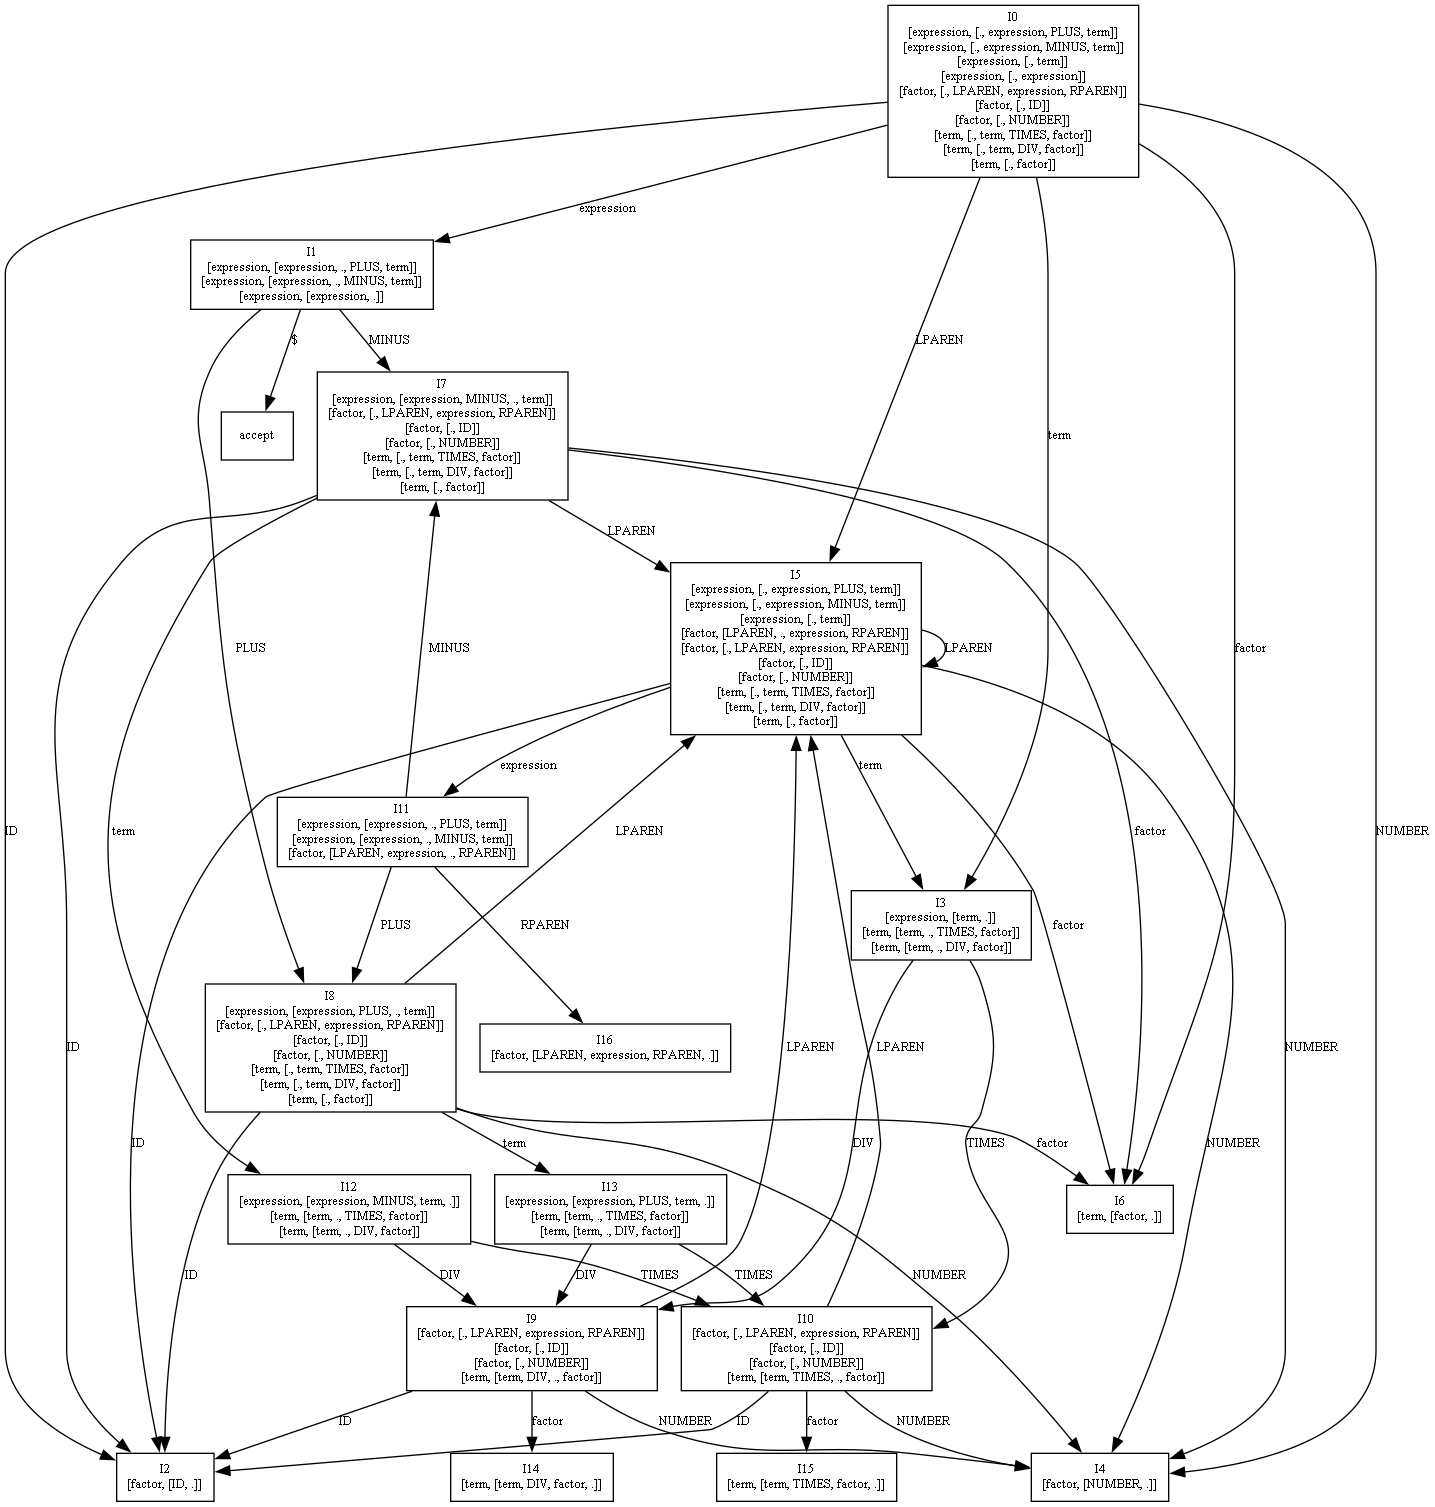 I0
[expression, [., expression, PLUS, term]]
[expression, [., expression, MINUS, term]]
[expression, [., term]]
[expression, [., expression]]
[factor, [., LPAREN, expression, RPAREN]]
[factor, [., ID]]
[factor, [., NUMBER]]
[term, [., term, TIMES, factor]]
[term, [., term, DIV, factor]]
[term, [., factor]]
expression
I1
[expression, [expression, ., PLUS, term]]
[expression, [expression, ., MINUS, term]]
[expression, [expression, .]]
$
MINUS
LPAREN
I7
[expression, [expression, MINUS, ., term]]
[factor, [., LPAREN, expression, RPAREN]]
[factor, [., ID]]
[factor, [., NUMBER]]
[term, [., term, TIMES, factor]]
[term, [., term, DIV, factor]]
[term, [., factor]]
accept
term
LPAREN
I5
[expression, [., expression, PLUS, term]]
[expression, [., expression, MINUS, term]]
[expression, [., term]]
[factor, [LPAREN, ., expression, RPAREN]]
[factor, [., LPAREN, expression, RPAREN]]
[factor, [., ID]]
[factor, [., NUMBER]]
[term, [., term, TIMES, factor]]
[term, [., term, DIV, factor]]
[term, [., factor]]
PLUS
MINUS
LPAREN
factor
expression
term
I11
[expression, [expression, ., PLUS, term]]
[expression, [expression, ., MINUS, term]]
[factor, [LPAREN, expression, ., RPAREN]]
ID
term
LPAREN
factor
NUMBER
I3
[expression, [term, .]]
[term, [term, ., TIMES, factor]]
[term, [term, ., DIV, factor]]
PLUS
RPAREN
factor
I8
[expression, [expression, PLUS, ., term]]
[factor, [., LPAREN, expression, RPAREN]]
[factor, [., ID]]
[factor, [., NUMBER]]
[term, [., term, TIMES, factor]]
[term, [., term, DIV, factor]]
[term, [., factor]]
I16
[factor, [LPAREN, expression, RPAREN, .]]
ID
LPAREN
LPAREN
NUMBER
ID
term
DIV
TIMES
factor
NUMBER
I12
[expression, [expression, MINUS, term, .]]
[term, [term, ., TIMES, factor]]
[term, [term, ., DIV, factor]]
I13
[expression, [expression, PLUS, term, .]]
[term, [term, ., TIMES, factor]]
[term, [term, ., DIV, factor]]
I6
[term, [factor, .]]
ID
DIV
DIV
TIMES
TIMES
NUMBER
I9
[factor, [., LPAREN, expression, RPAREN]]
[factor, [., ID]]
[factor, [., NUMBER]]
[term, [term, DIV, ., factor]]
I10
[factor, [., LPAREN, expression, RPAREN]]
[factor, [., ID]]
[factor, [., NUMBER]]
[term, [term, TIMES, ., factor]]
ID
factor
NUMBER
ID
factor
NUMBER
I2
[factor, [ID, .]]
I14
[term, [term, DIV, factor, .]]
I15
[term, [term, TIMES, factor, .]]
I4
[factor, [NUMBER, .]]